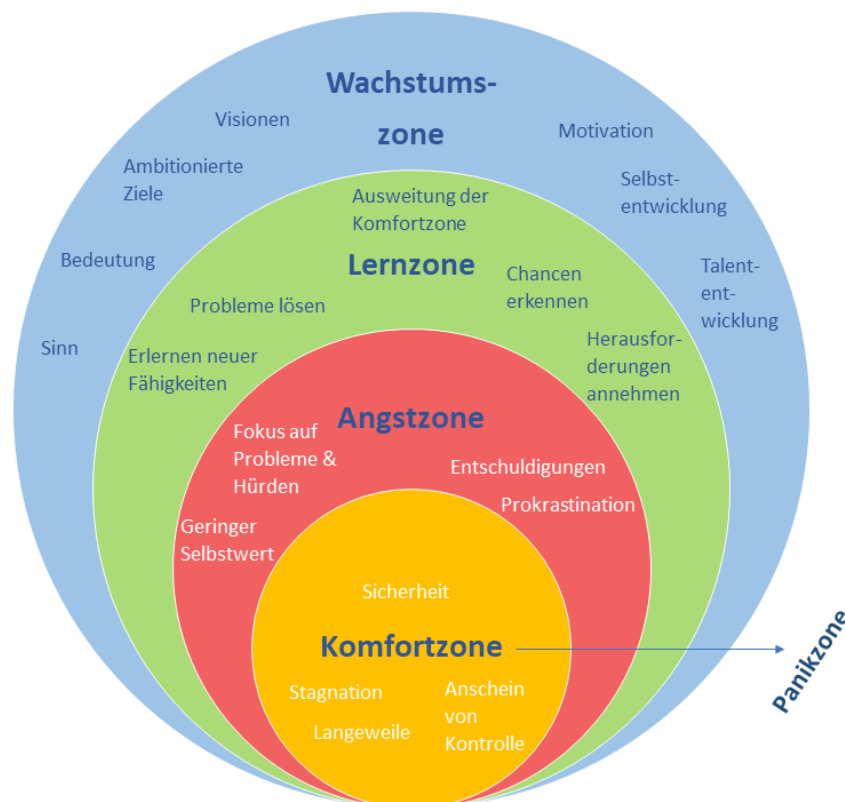 Wachstums-
zone
Visionen
Motivation
Ambitionierte
Ziele
Selbst-
entwicklung
Bedeutung
Talent-
ent-
wicklung
Sinn
Ausweitung der
Komfortzone
Lernzone
Chancen
erkennen
Probleme lösen
Herausfor-
derungen
annehmen
Erlernen neuer
Fähigkeiten
Angstzone
Fokus auf
Probleme &
Hürden
Entschuldigungen
Prokrastination
Geringer
Selbstwert
Sicherheit
Komfortzone
Stagnation
Langeweile
Anschein
von
Kontrolle
Panikzone